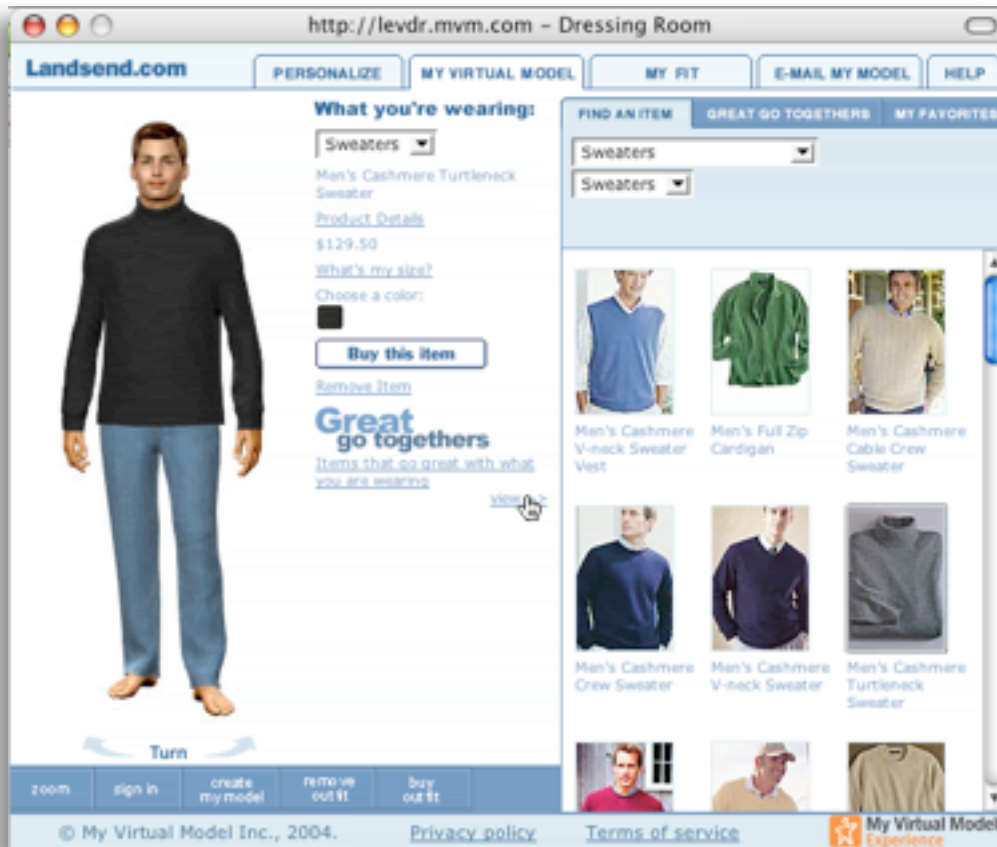 http://levdr.mvm.com – Dressing Room
Landsend.com
PERSONALIZE
MY VIRTUAL MODEL
MY FIT
E-MAIL MY MODEL
HELP
What you're wearing:
Sweaters
Men's Cashmere Turtleneck
Sweater
Product Details
$129.50
What's my size?
Choose a color:
Buy this item
Remove Item
Great
go togethers
Items that go great with what
you are wearing
view
Turn
zoom
sign in
create
my model
remove
outfit
buy
outfit
FIND AN ITEM
GREAT GO TOGETHERS
MY FAVORITES
Sweaters
Sweaters
Men's Cashmere
V-neck Sweater
Vest
Men's Full Zip
Cardigan
Men's Cashmere
Cable Crew
Sweater
Men's Cashmere
Crew Sweater
Men's Cashmere
V-neck Sweater
Men's Cashmere
Turtleneck
Sweater
© My Virtual Model Inc., 2004.
Privacy policy
Terms of service
My Virtual Model
Experience